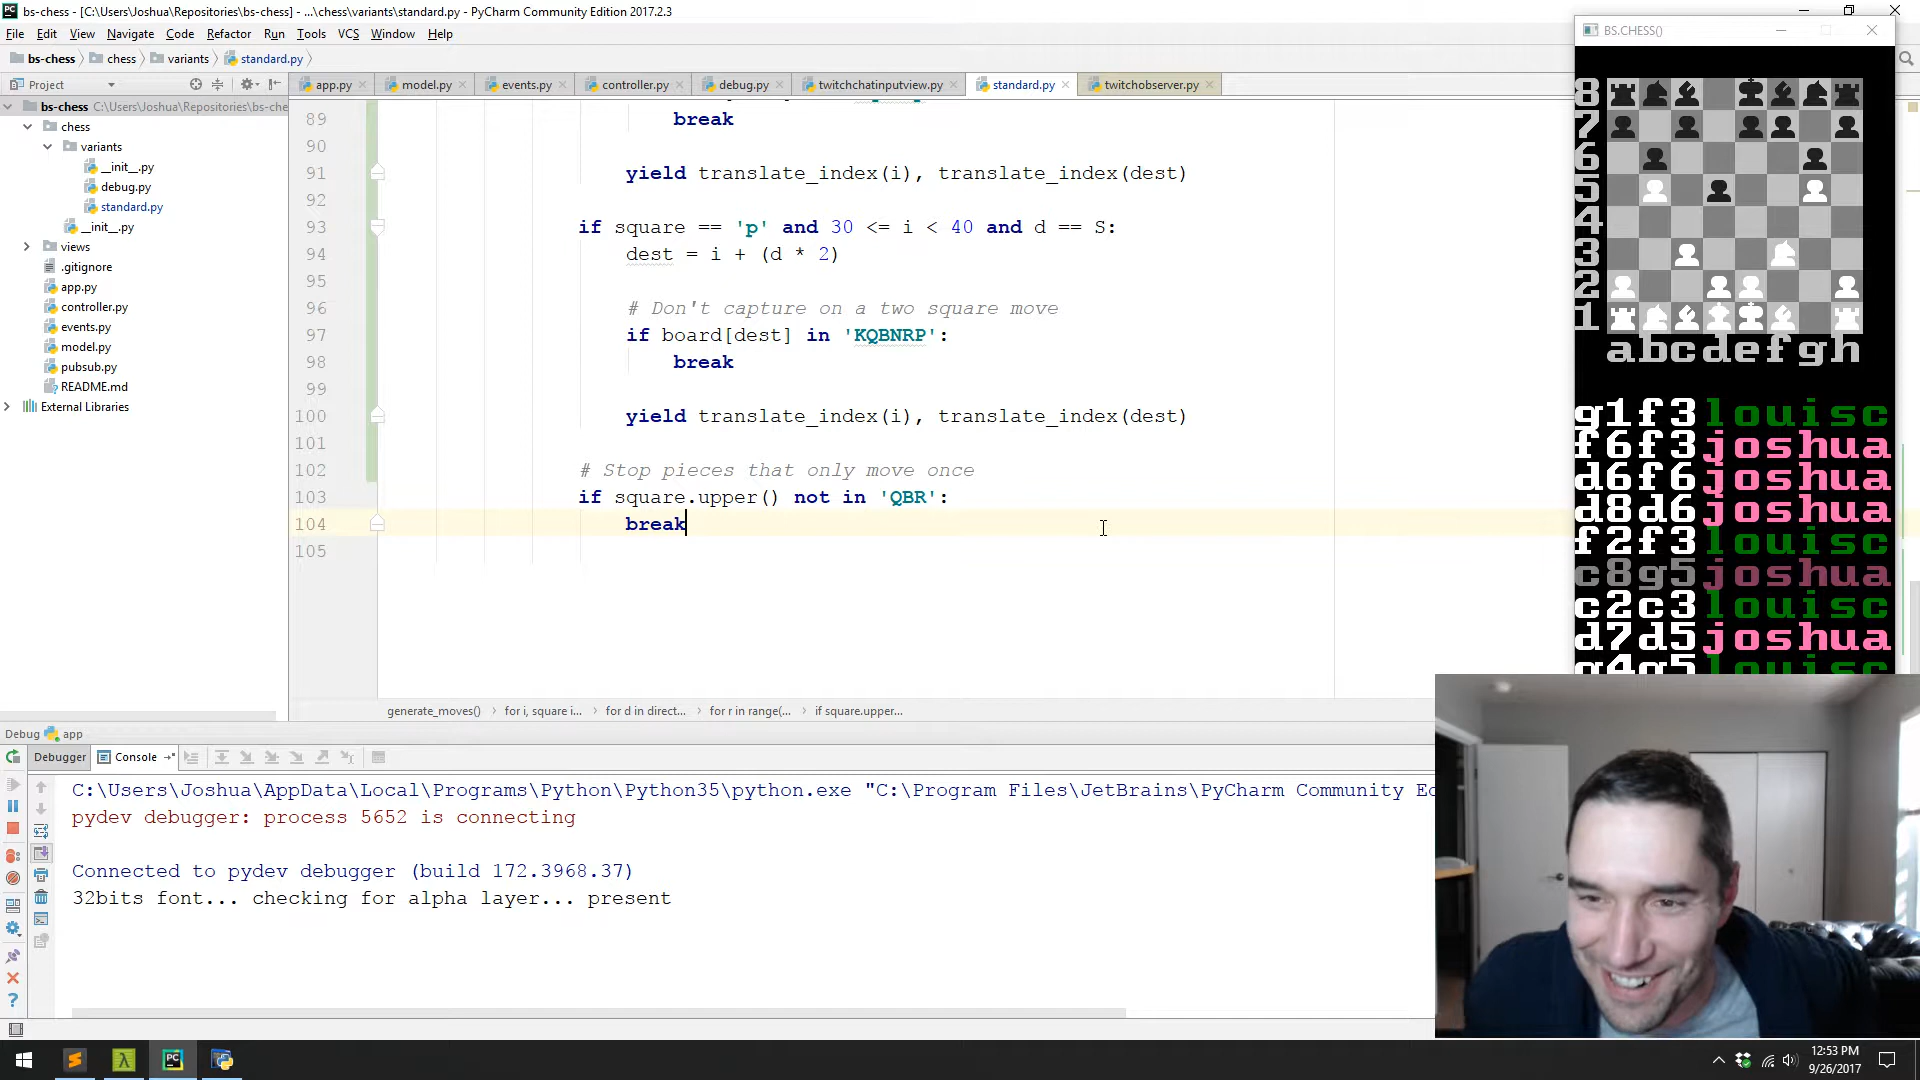 bs-chess - [C:\Users\Joshua\Repositories\bs-chess] - ...\chess\variants\standard.py - PyCharm Community Edition 2017.2.3
File Edit View Navigate Code Refactor Run Tools VCS Window Help
bs-chess chess variants standard.py
Project
app.py model.py events.py controller.py debug.py twitchchatinputview.py standard.py twitchobserver.py
bs-chess C:\Users\Joshua\Repositories\bs-che
chess
variants
__init__.py
debug.py
standard.py
__init__.py
views
.gitignore
app.py
controller.py
events.py
model.py
pubsub.py
README.md
External Libraries
89 break
90
91 yield translate_index(i), translate_index(dest)
92
93 if square == 'p' and 30 <= i < 40 and d == S:
94 dest = i + (d * 2)
95
96 # Don't capture on a two square move
97 if board[dest] in 'KQBNRP':
98 break
99
100 yield translate_index(i), translate_index(dest)
101
102 # Stop pieces that only move once
103 if square.upper() not in 'QBR':
104 break
105
generate_moves() for i, square i... for d in direct... for r in range(... if square.upper...
BS.CHESS()
8
7
6
5
4
3
2
1
abcdefgh
g1f3 louisc
f6f3 joshua
d6f6 joshua
d8d6 joshua
f2f3 louisc
c8g5 joshua
c2c3 louisc
d7d5 joshua
g4g5 louisc
Debug app
Debugger Console
C:\Users\Joshua\AppData\Local\Programs\Python\Python35\python.exe "C:\Program Files\JetBrains\PyCharm Community Ed
pydev debugger: process 5652 is connecting
Connected to pydev debugger (build 172.3968.37)
32bits font... checking for alpha layer... present
12:53 PM
9/26/2017